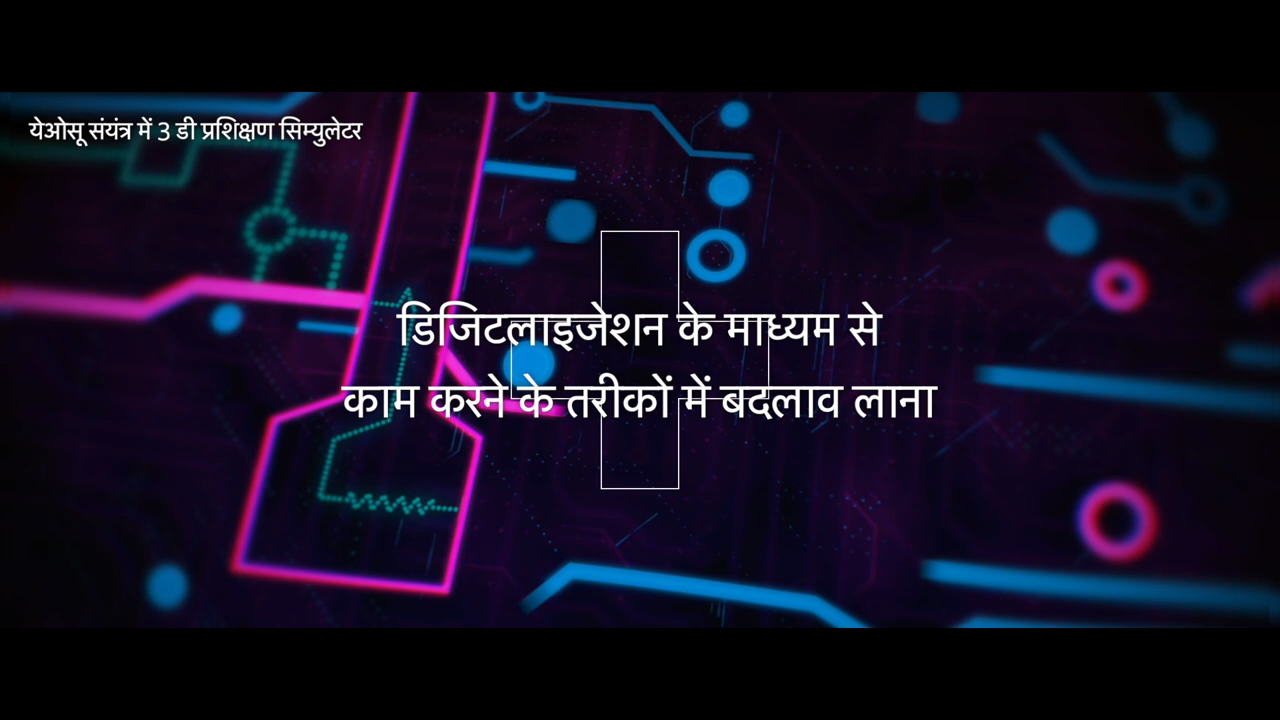 येओसू संयंत्र में 3 डी प्रशिक्षण सिम्युलेटर
डिजिटलाइजेशन के माध्यम से
काम करने के तरीकों में बदलाव लाना